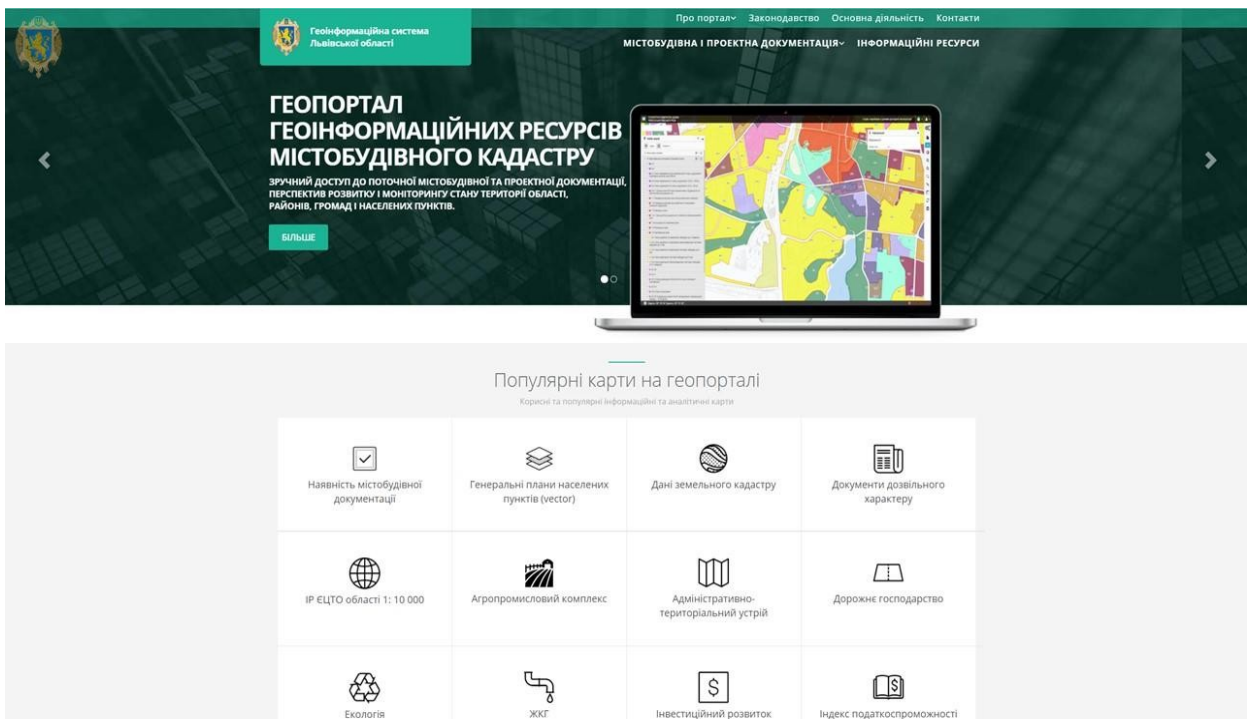 Про портал Законодавство Основна діяльність Контакти
Геоінформаційна система
Львівської області
МІСТОБУДІВНА І ПРОЕКТНА ДОКУМЕНТАЦІЯ ІНФОРМАЦІЙНІ РЕСУРСИ
ГЕОПОРТАЛ
ГЕОІНФОРМАЦІЙНИХ РЕСУРСІВ
МІСТОБУДІВНОГО КАДАСТРУ
ЗРУЧНИЙ ДОСТУП ДО ПОТОЧНОЇ МІСТОБУДІВНОЇ ТА ПРОЕКТНОЇ ДОКУМЕНТАЦІЇ,
ПЕРСПЕКТИВ РОЗВИТКУ І МОНІТОРИНГУ СТАНУ ТЕРИТОРІЇ ОБЛАСТІ,
РАЙОНІВ, ГРОМАД І НАСЕЛЕНИХ ПУНКТІВ.
БІЛЬШЕ
Популярні карти на геопорталі
Корисні та популярні інформаційні та аналітичні карти
Наявність містобудівної
документації
Генеральні плани населених
пунктів (vector)
Дані земельного кадастру
Документи дозвільного
характеру
ІР ЄЦТО області 1: 10 000
Агропромисловий комплекс
Адміністративно-
територіальний устрій
Дорожнє господарство
Екологія
ЖКГ
Інвестиційний розвиток
Індекс податкоспроможності